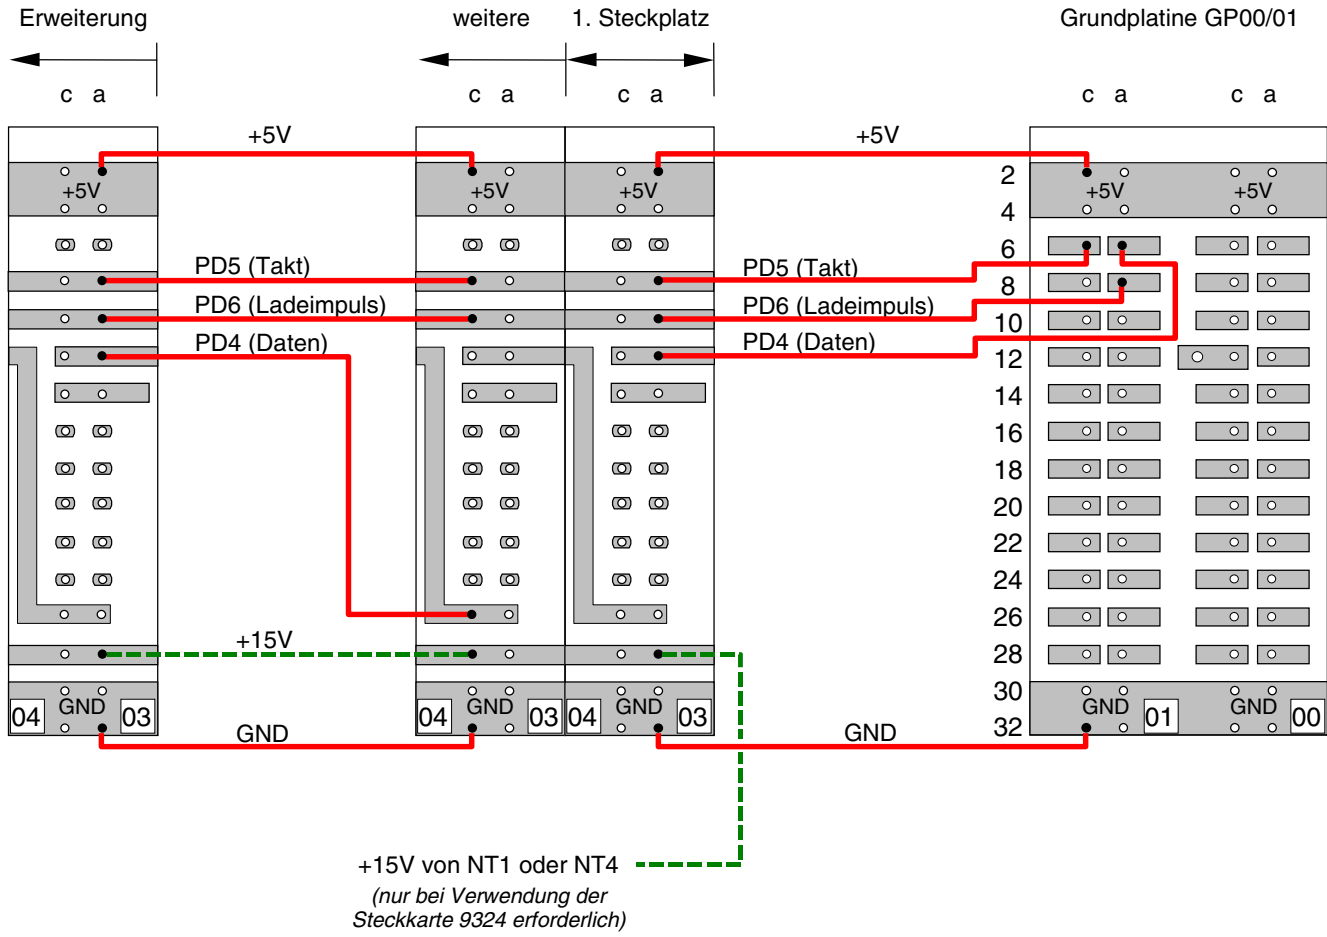 Erweiterung
weitere
1. Steckplatz
Grundplatine GP00/01
c a
c a
c a
c a
c a
+5V
+5V
+5V
+5V
+5V
+5V
+5V
2
4
6
8
10
12
14
16
18
20
22
24
26
28
30
32
PD5 (Takt)
PD5 (Takt)
PD6 (Ladeimpuls)
PD6 (Ladeimpuls)
PD4 (Daten)
PD4 (Daten)
+15V
04 GND 03
04 GND 03
04 GND 03
GND 01
GND 00
GND
GND
+15V von NT1 oder NT4
(nur bei Verwendung der
Steckkarte 9324 erforderlich)